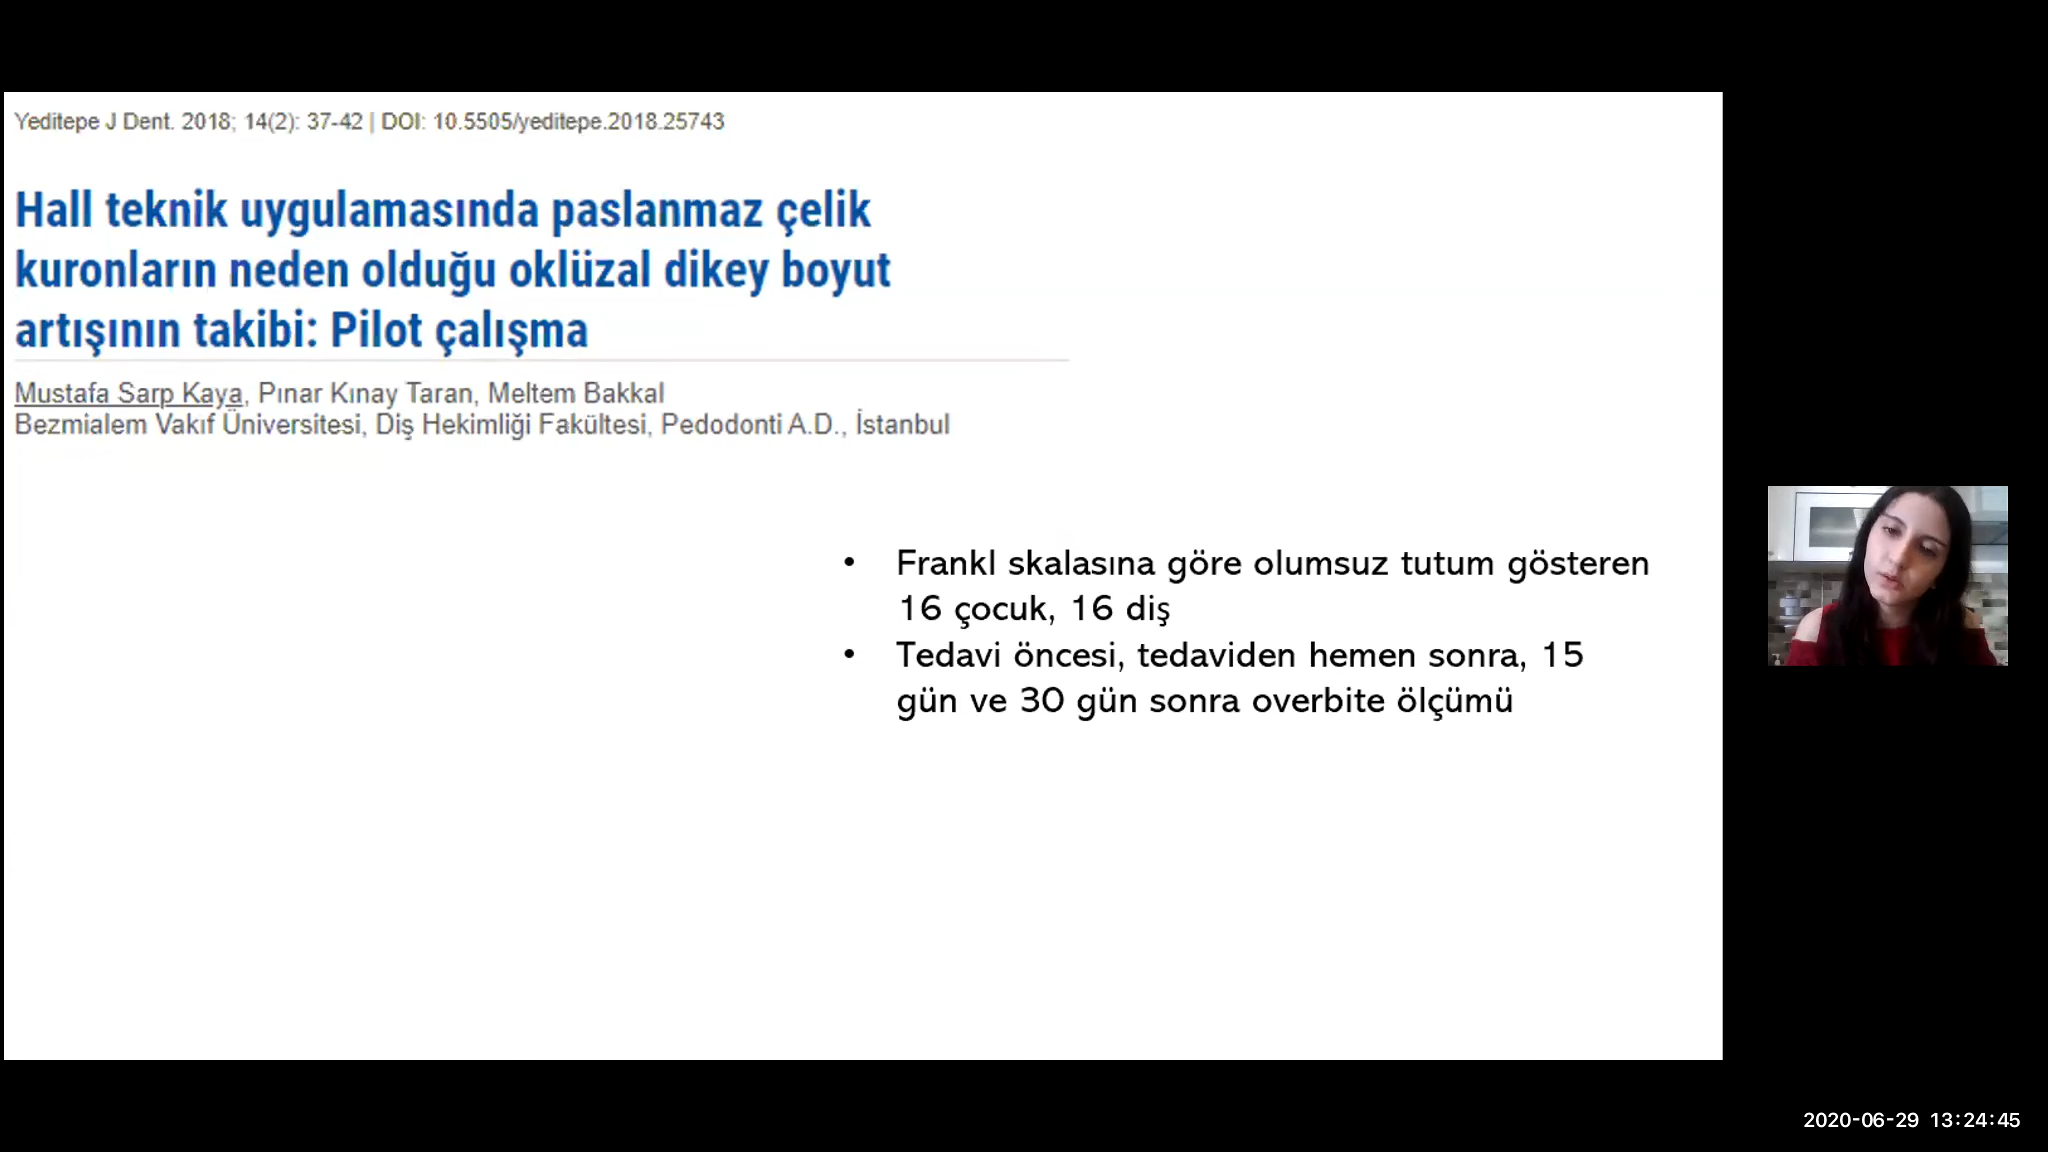 Yeditepe J Dent. 2018; 14(2): 37-42 | DOI: 10.5505/yeditepe.2018.25743
Hall teknik uygulamasında paslanmaz çelik
kuronların neden olduğu oklüzal dikey boyut
artışının takibi: Pilot çalışma
Mustafa Sarp Kaya, Pınar Kınay Taran, Meltem Bakkal
Bezmialem Vakıf Üniversitesi, Diş Hekimliği Fakültesi, Pedodonti A.D., İstanbul
• Frankl skalasına göre olumsuz tutum gösteren
16 çocuk, 16 diş
• Tedavi öncesi, tedaviden hemen sonra, 15
gün ve 30 gün sonra overbite ölçümü
2020-06-29 13:24:45